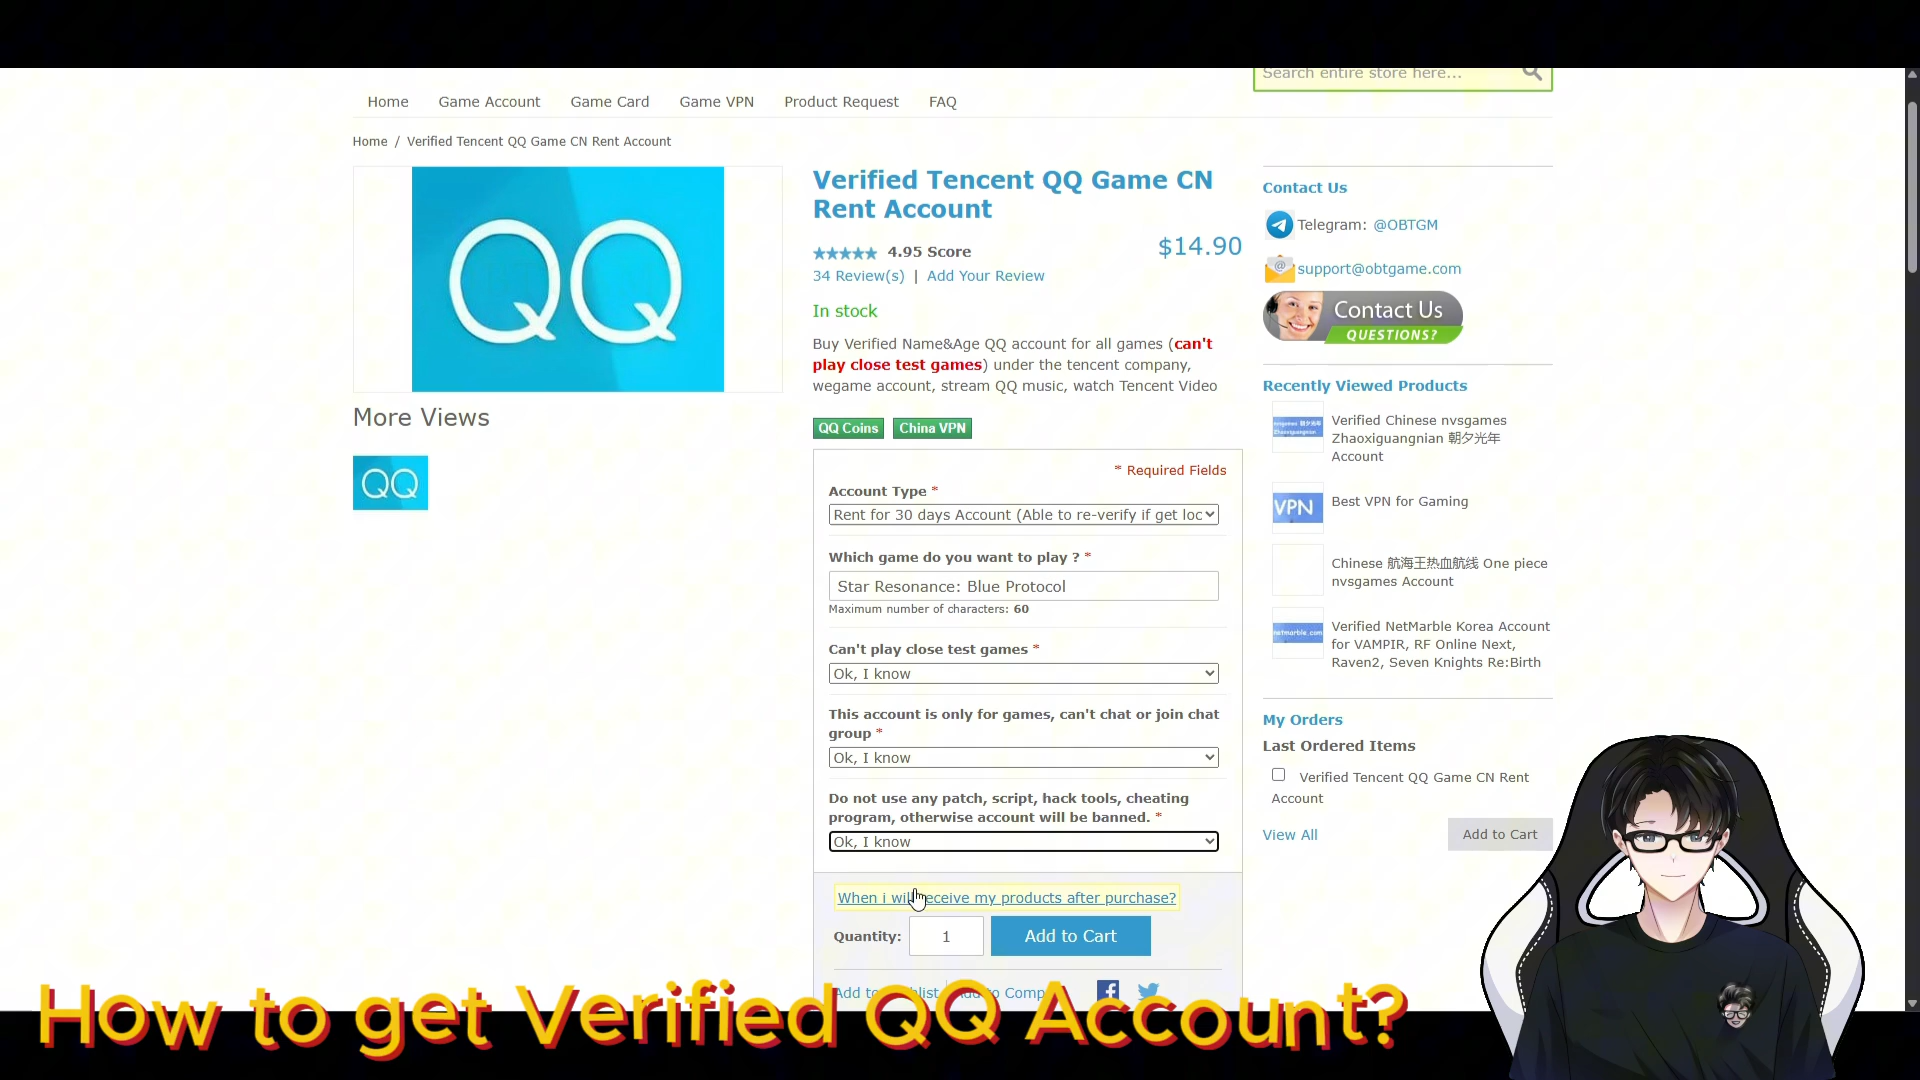 Search entire store here...
Home Game Account Game Card Game VPN Product Request FAQ
Home / Verified Tencent QQ Game CN Rent Account
QQ
More Views
QQ
Verified Tencent QQ Game CN
Rent Account
4.95 Score
$14.90
34 Review(s) | Add Your Review
In stock
Buy Verified Name&Age QQ account for all games (can't
play close test games) under the tencent company,
wegame account, stream QQ music, watch Tencent Video
QQ Coins China VPN
* Required Fields
Account Type *
Rent for 30 days Account (Able to re-verify if get loc
Which game do you want to play ? *
Star Resonance: Blue Protocol
Maximum number of characters: 60
Can't play close test games *
Ok, I know
This account is only for games, can't chat or join chat
group *
Ok, I know
Do not use any patch, script, hack tools, cheating
program, otherwise account will be banned. *
Ok, I know
When i will receive my products after purchase?
Quantity: 1 Add to Cart
Add to
Contact Us
Telegram: @OBTGM
support@obtgame.com
Contact Us
QUESTIONS?
Recently Viewed Products
Verified Chinese nvsgames
Zhaoxiguangnian 朝夕光年
Account
VPN
Best VPN for Gaming
Chinese 航海王热血航线 One piece
nvsgames Account
netmarble.com
Verified NetMarble Korea Account
for VAMPIR, RF Online Next,
Raven2, Seven Knights Re:Birth
My Orders
Last Ordered Items
Verified Tencent QQ Game CN Rent
Account
View All Add to Cart
How to get Verified QQ Account?